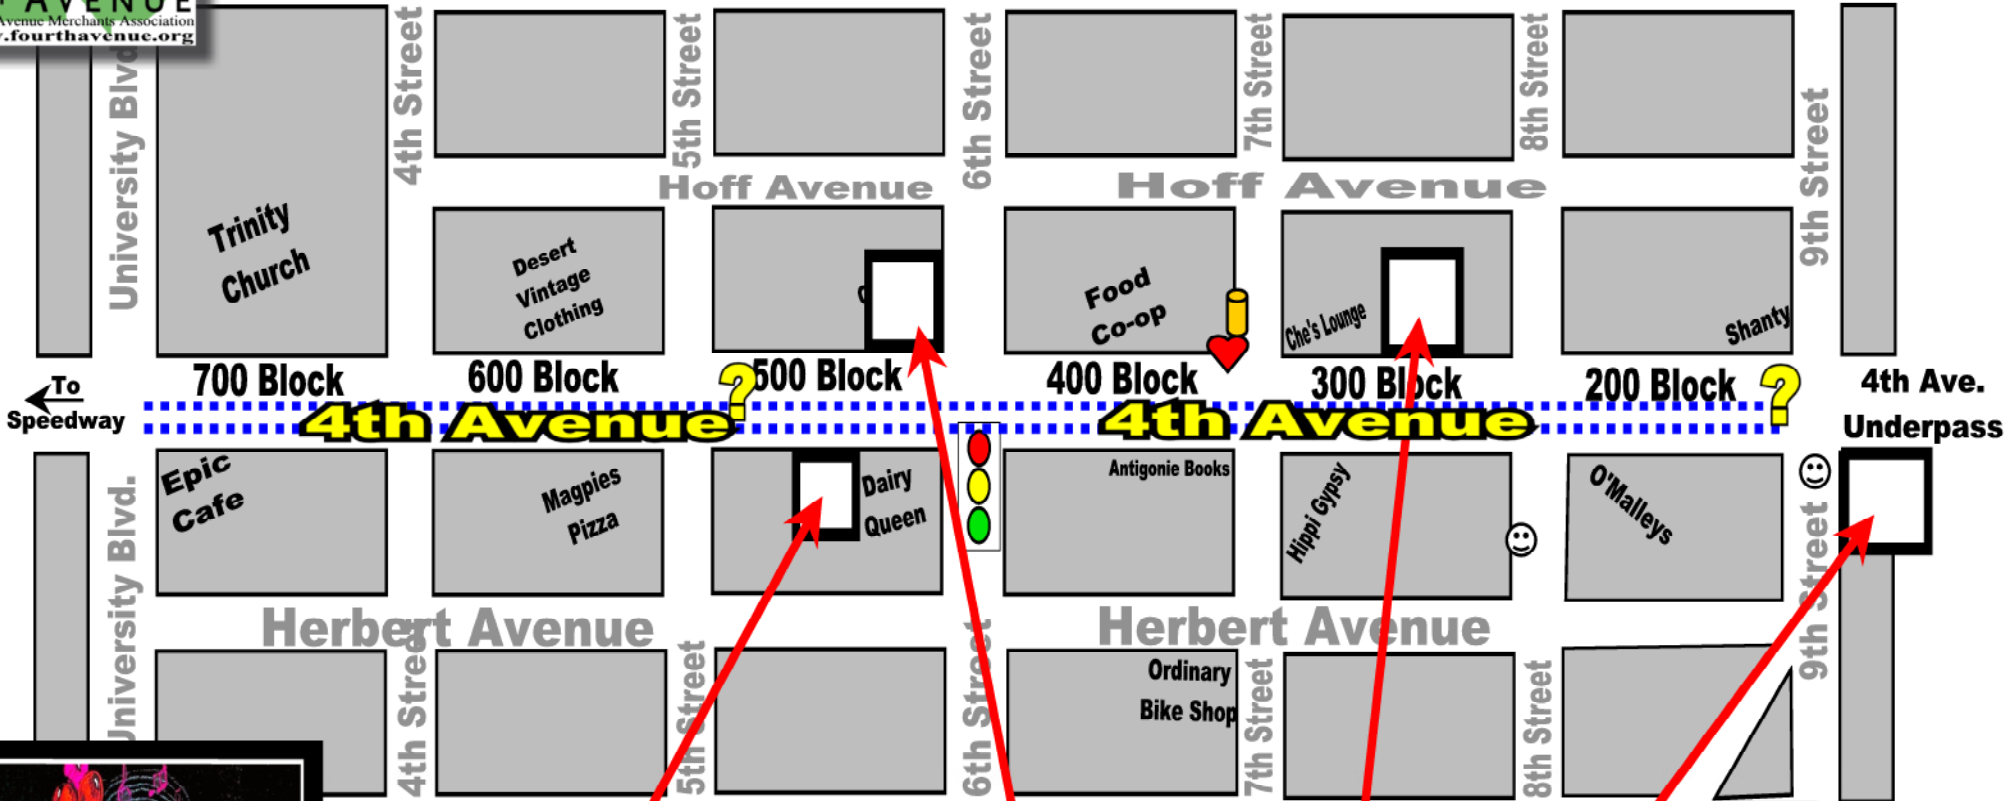 AVENUE
Avenue Merchants Association
.fourthavenue.org
University Blvd.
4th Street
5th Street
6th Street
7th Street
8th Street
9th Street
Hoff Avenue
Hoff Avenue
Trinity
Church
Desert
Vintage
Clothing
Food
Co-op
Che's Lounge
Shanty
700 Block
600 Block
500 Block
400 Block
300 Block
200 Block
?
?
To
Speedway
4th Avenue
4th Avenue
4th Ave.
Underpass
Epic
Cafe
Magpies
Pizza
Dairy
Queen
Antigonie Books
Hippi Gypsy
O'Malleys
University Blvd.
9th Street
Herbert Avenue
Herbert Avenue
4th Street
5th Street
6th Street
Ordinary
Bike Shop
7th Street
8th Street